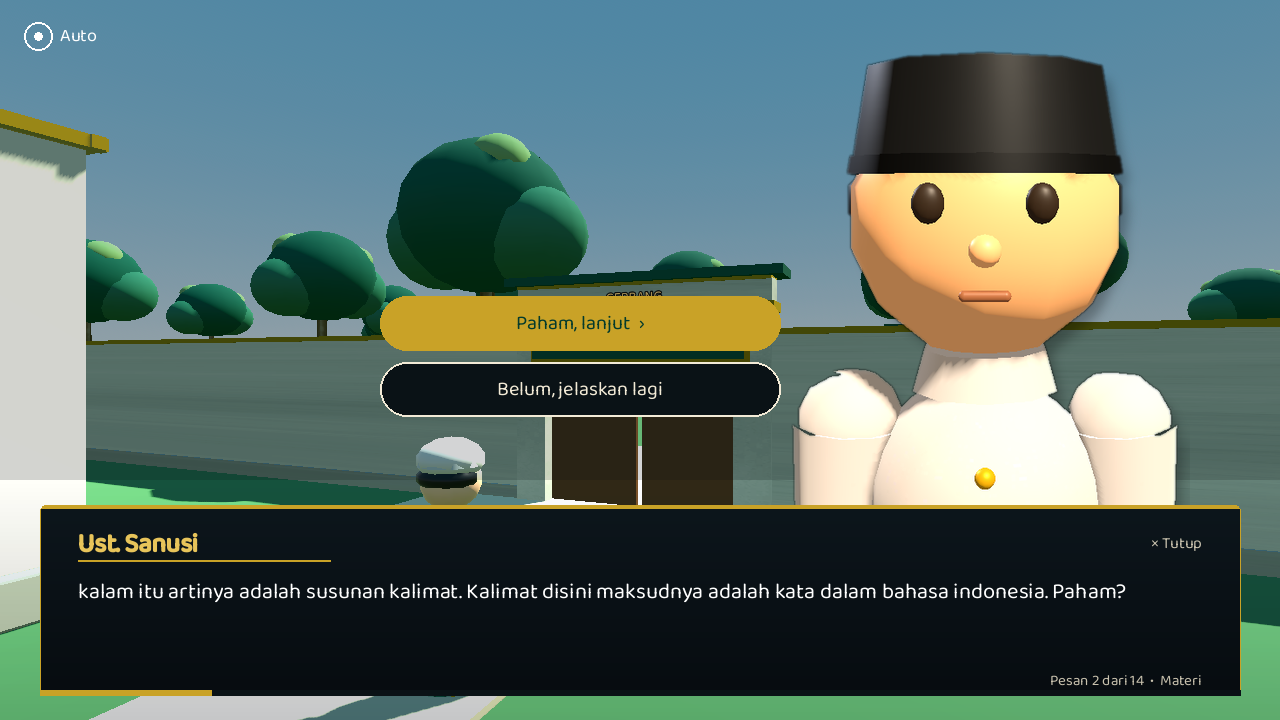 Auto
GERBANG
Paham, lanjut ›
Belum, jelaskan lagi
Ust. Sanusi
× Tutup
kalam itu artinya adalah susunan kalimat. Kalimat disini maksudnya adalah kata dalam bahasa indonesia. Paham?
Pesan 2 dari 14 • Materi